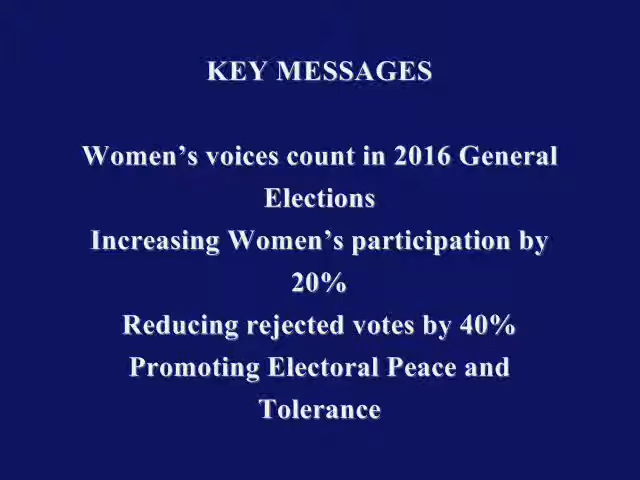 KEY MESSAGES
Women’s voices count in 2016 General
Elections
Increasing Women’s participation by
20%
Reducing rejected votes by 40%
Promoting Electoral Peace and
Tolerance